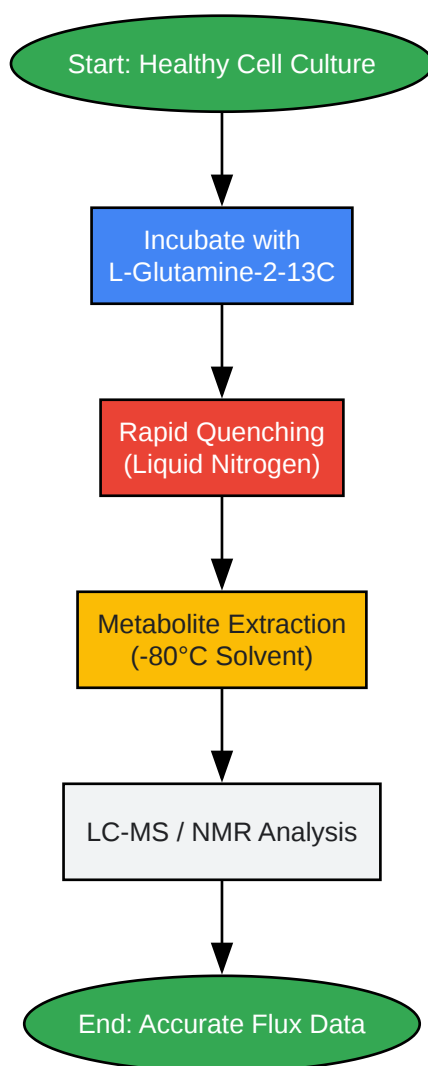 Start: Healthy Cell Culture
Incubate with
L-Glutamine-2-13C
Rapid Quenching
(Liquid Nitrogen)
Metabolite Extraction
(-80°C Solvent)
LC-MS / NMR Analysis
End: Accurate Flux Data